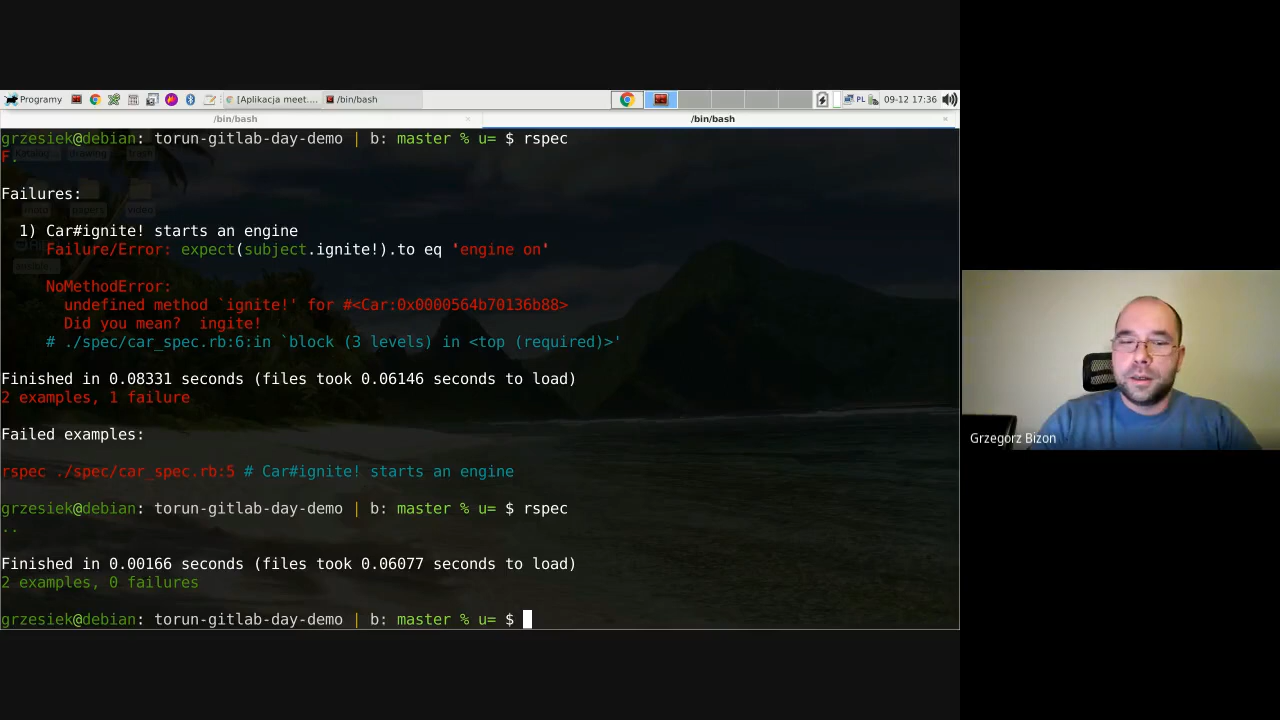 Programy
[Aplikacja meet....
/bin/bash
PL
09-12 17:36
/bin/bash
/bin/bash
grzesiek@debian: torun-gitlab-day-demo | b: master % u= $ rspec
F.
Failures:
1) Car#ignite! starts an engine
Failure/Error: expect(subject.ignite!).to eq 'engine on'
NoMethodError:
undefined method `ignite!' for #<Car:0x0000564b70136b88>
Did you mean?  ingite!
# ./spec/car_spec.rb:6:in `block (3 levels) in <top (required)>'
Finished in 0.08331 seconds (files took 0.06146 seconds to load)
2 examples, 1 failure
Failed examples:
rspec ./spec/car_spec.rb:5 # Car#ignite! starts an engine
grzesiek@debian: torun-gitlab-day-demo | b: master % u= $ rspec
..
Finished in 0.00166 seconds (files took 0.06077 seconds to load)
2 examples, 0 failures
grzesiek@debian: torun-gitlab-day-demo | b: master % u= $
Grzegorz Bizon